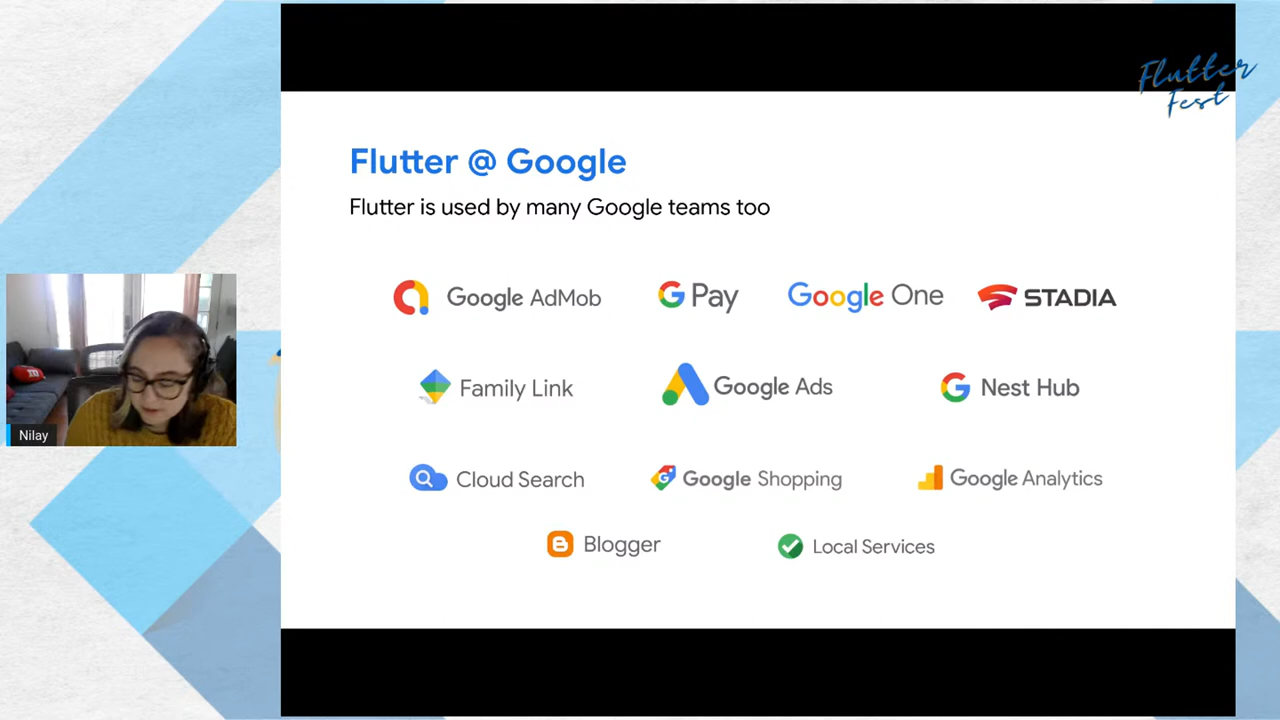 Flutter
Fest
Flutter @ Google
Flutter is used by many Google teams too
Google AdMob
G Pay
Google One
STADIA
Family Link
Google Ads
G Nest Hub
Cloud Search
G Google Shopping
Google Analytics
B Blogger
Local Services
Nilay